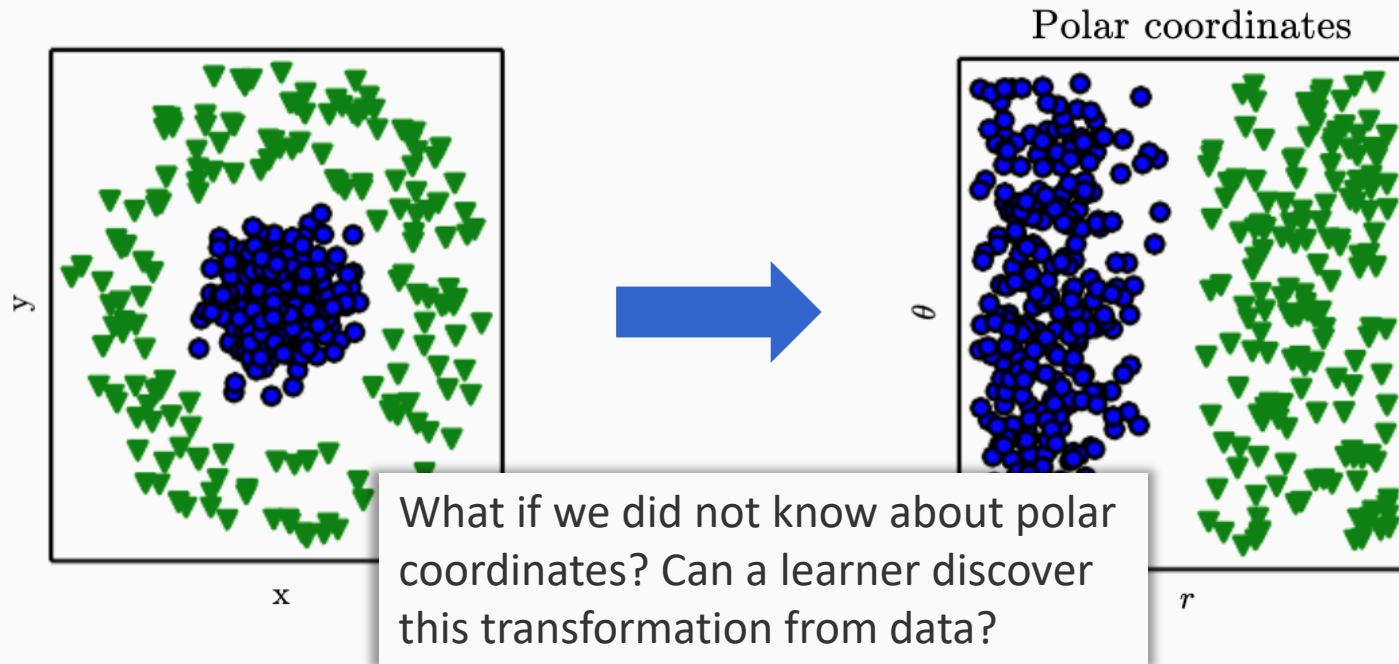 Polar coordinates
y
x
θ
r
What if we did not know about polar
coordinates? Can a learner discover
this transformation from data?